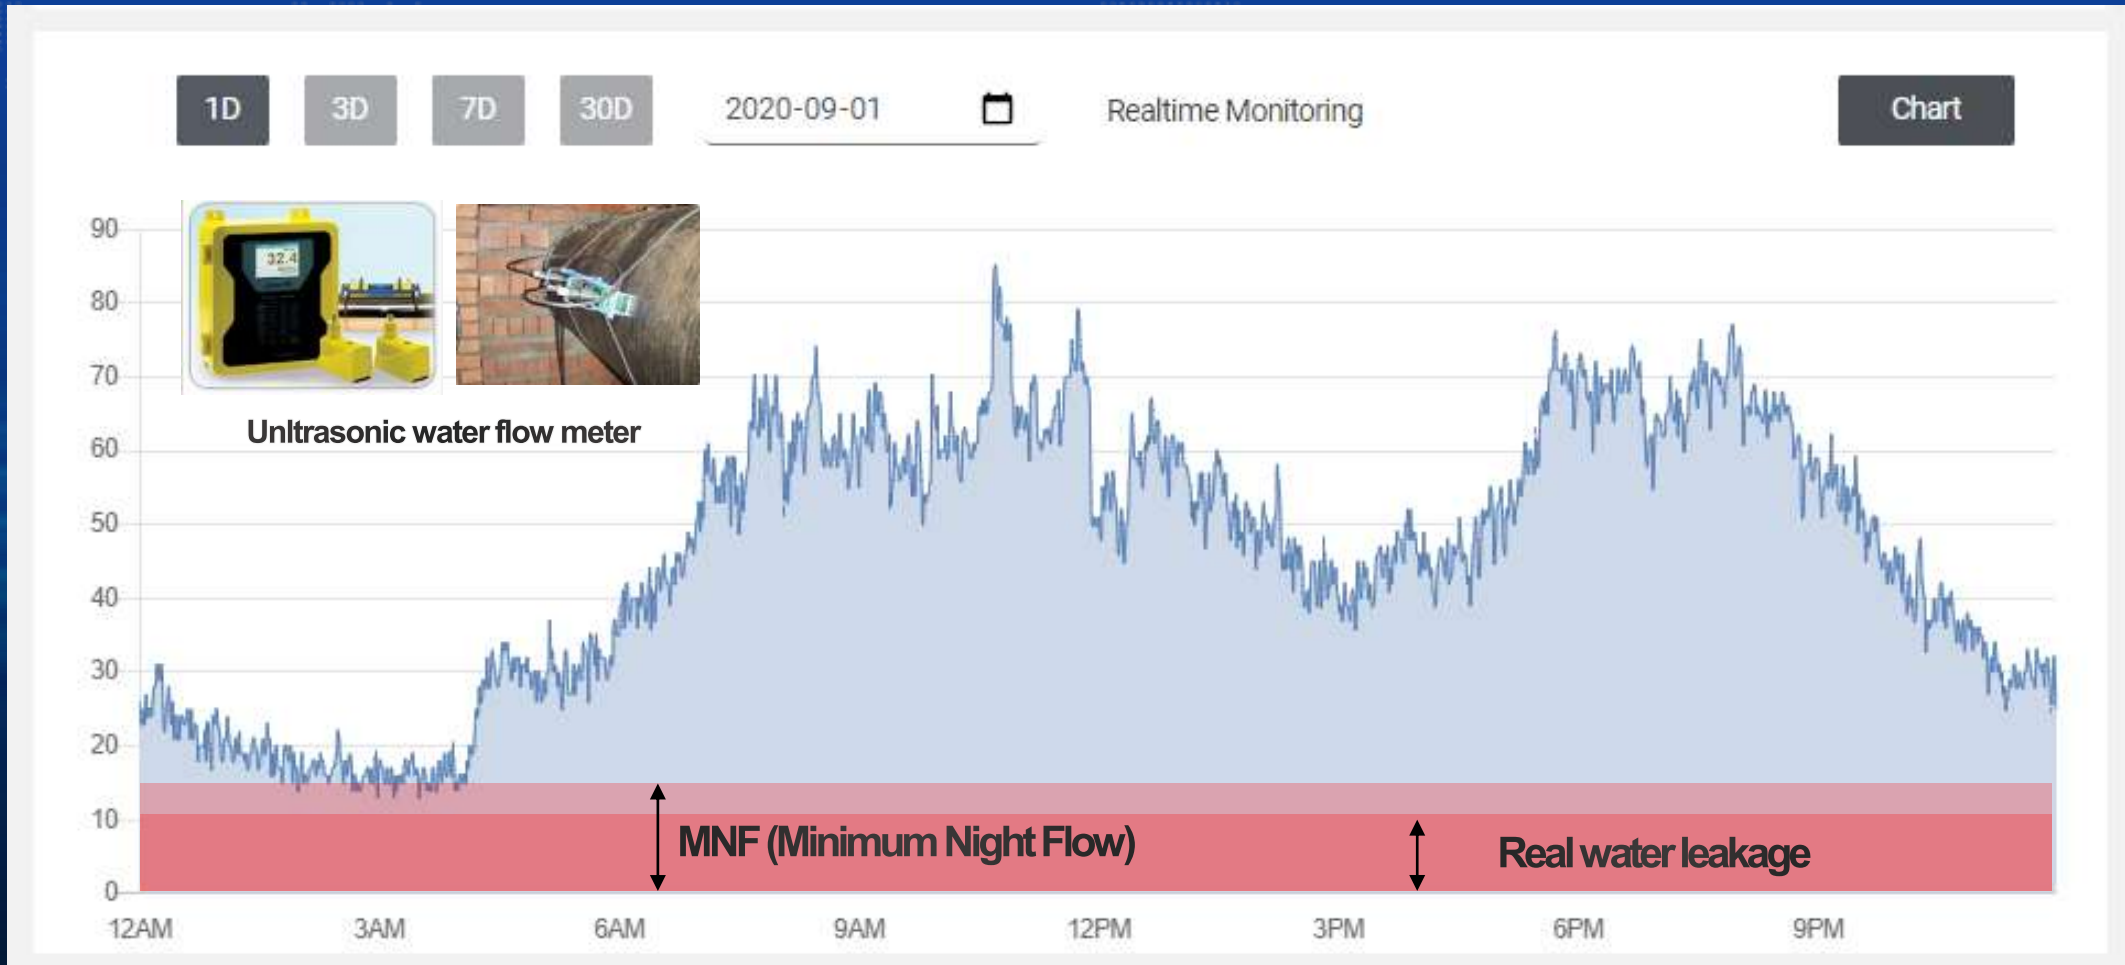 1D 3D 7D 30D 2020-09-01 Realtime Monitoring Chart
32.4
Unltrasonic water flow meter
90
80
70
60
50
40
30
20
10
0
MNF (Minimum Night Flow)
Real water leakage
12AM 3AM 6AM 9AM 12PM 3PM 6PM 9PM